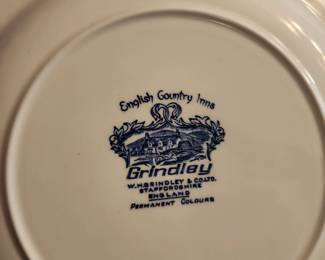 English Country Inns
Grindley
W.H.GRINDLEY & CO.LTD.
STAFFORDSHIRE
ENGLAND
PERMANENT COLOURS